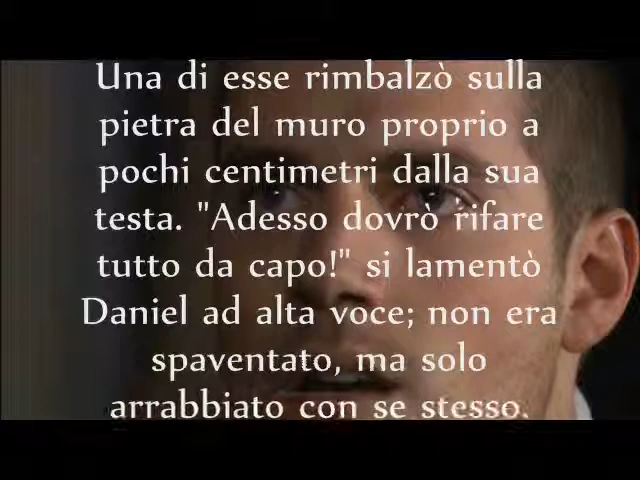 Una di esse rimbalzò sulla
pietra del muro proprio a
pochi centimetri dalla sua
testa. "Adesso dovrò rifare
tutto da capo!" si lamentò
Daniel ad alta voce; non era
spaventato, ma solo
arrabbiato con se stesso.